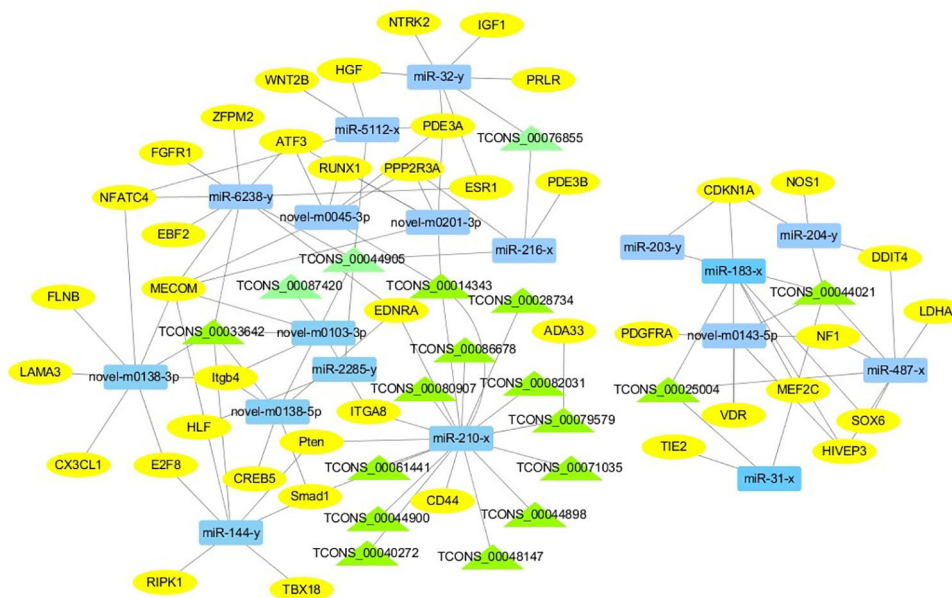 NTRK2
IGF1
HGF
WNT2B
miR-32-y
PRLR
ZFPM2
miR-5112-x
PDE3A
TCONS_00076855
ATF3
FGFR1
RUNX1
PPP2R3A
PDE3B
NFATC4
miR-6238-y
ESR1
CDKN1A
NOS1
novel-m0045-3p
novel-m0201-3p
EBF2
miR-216-x
miR-203-y
miR-204-y
TCONS_00044905
DDIT4
miR-183-x
MECOM
TCONS_00087420
TCONS_00014343
TCONS_00044021
FLNB
TCONS_00028734
EDNRA
LDHA
TCONS_00033642
novel-m0103-3p
ADA33
PDGFRA
novel-m0143-5p
NF1
TCONS_00086678
LAMA3
novel-m0138-3p
Itgb4
miR-2285-y
miR-487-x
TCONS_00080907
TCONS_00082031
TCONS_00025004
MEF2C
novel-m0138-5p
ITGA8
TCONS_00079579
VDR
SOX6
HLF
Pten
miR-210-x
TIE2
HIVEP3
CX3CL1
E2F8
CREB5
TCONS_00061441
TCONS_00071035
miR-31-x
Smad1
CD44
TCONS_00044900
TCONS_00044898
miR-144-y
TCONS_00040272
TCONS_00048147
RIPK1
TBX18